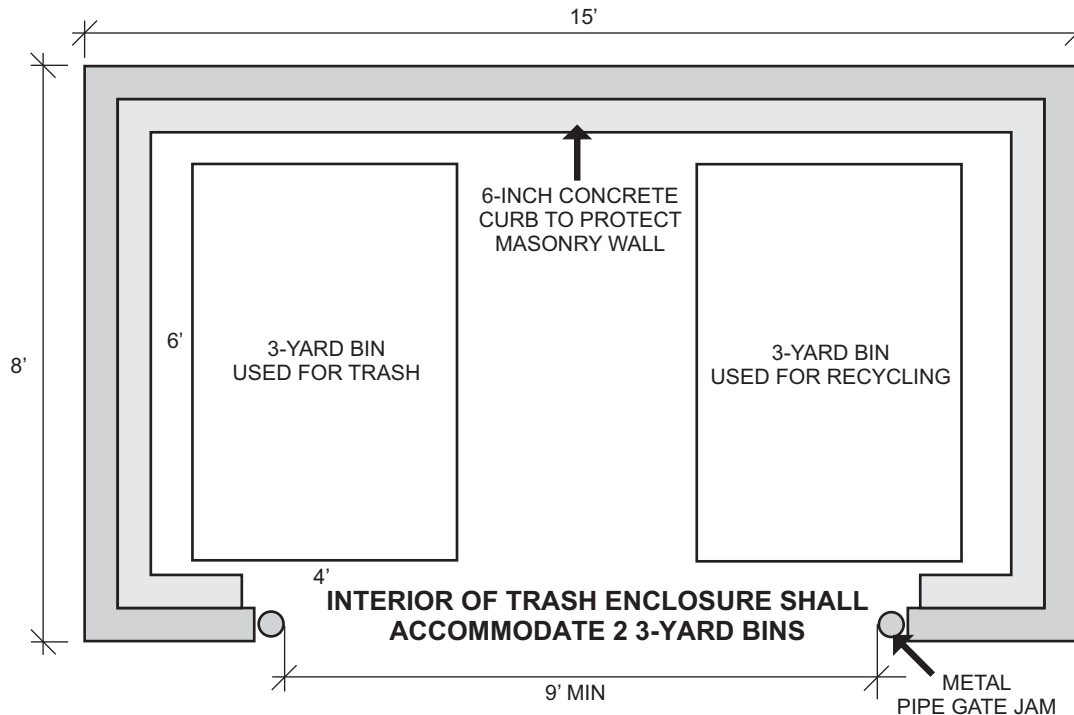 15’
6-INCH CONCRETE
CURB TO PROTECT
MASONRY WALL
8’
6’
3-YARD BIN
USED FOR TRASH
3-YARD BIN
USED FOR RECYCLING
4’
INTERIOR OF TRASH ENCLOSURE SHALL
ACCOMMODATE 2 3-YARD BINS
9’ MIN
METAL
PIPE GATE JAM